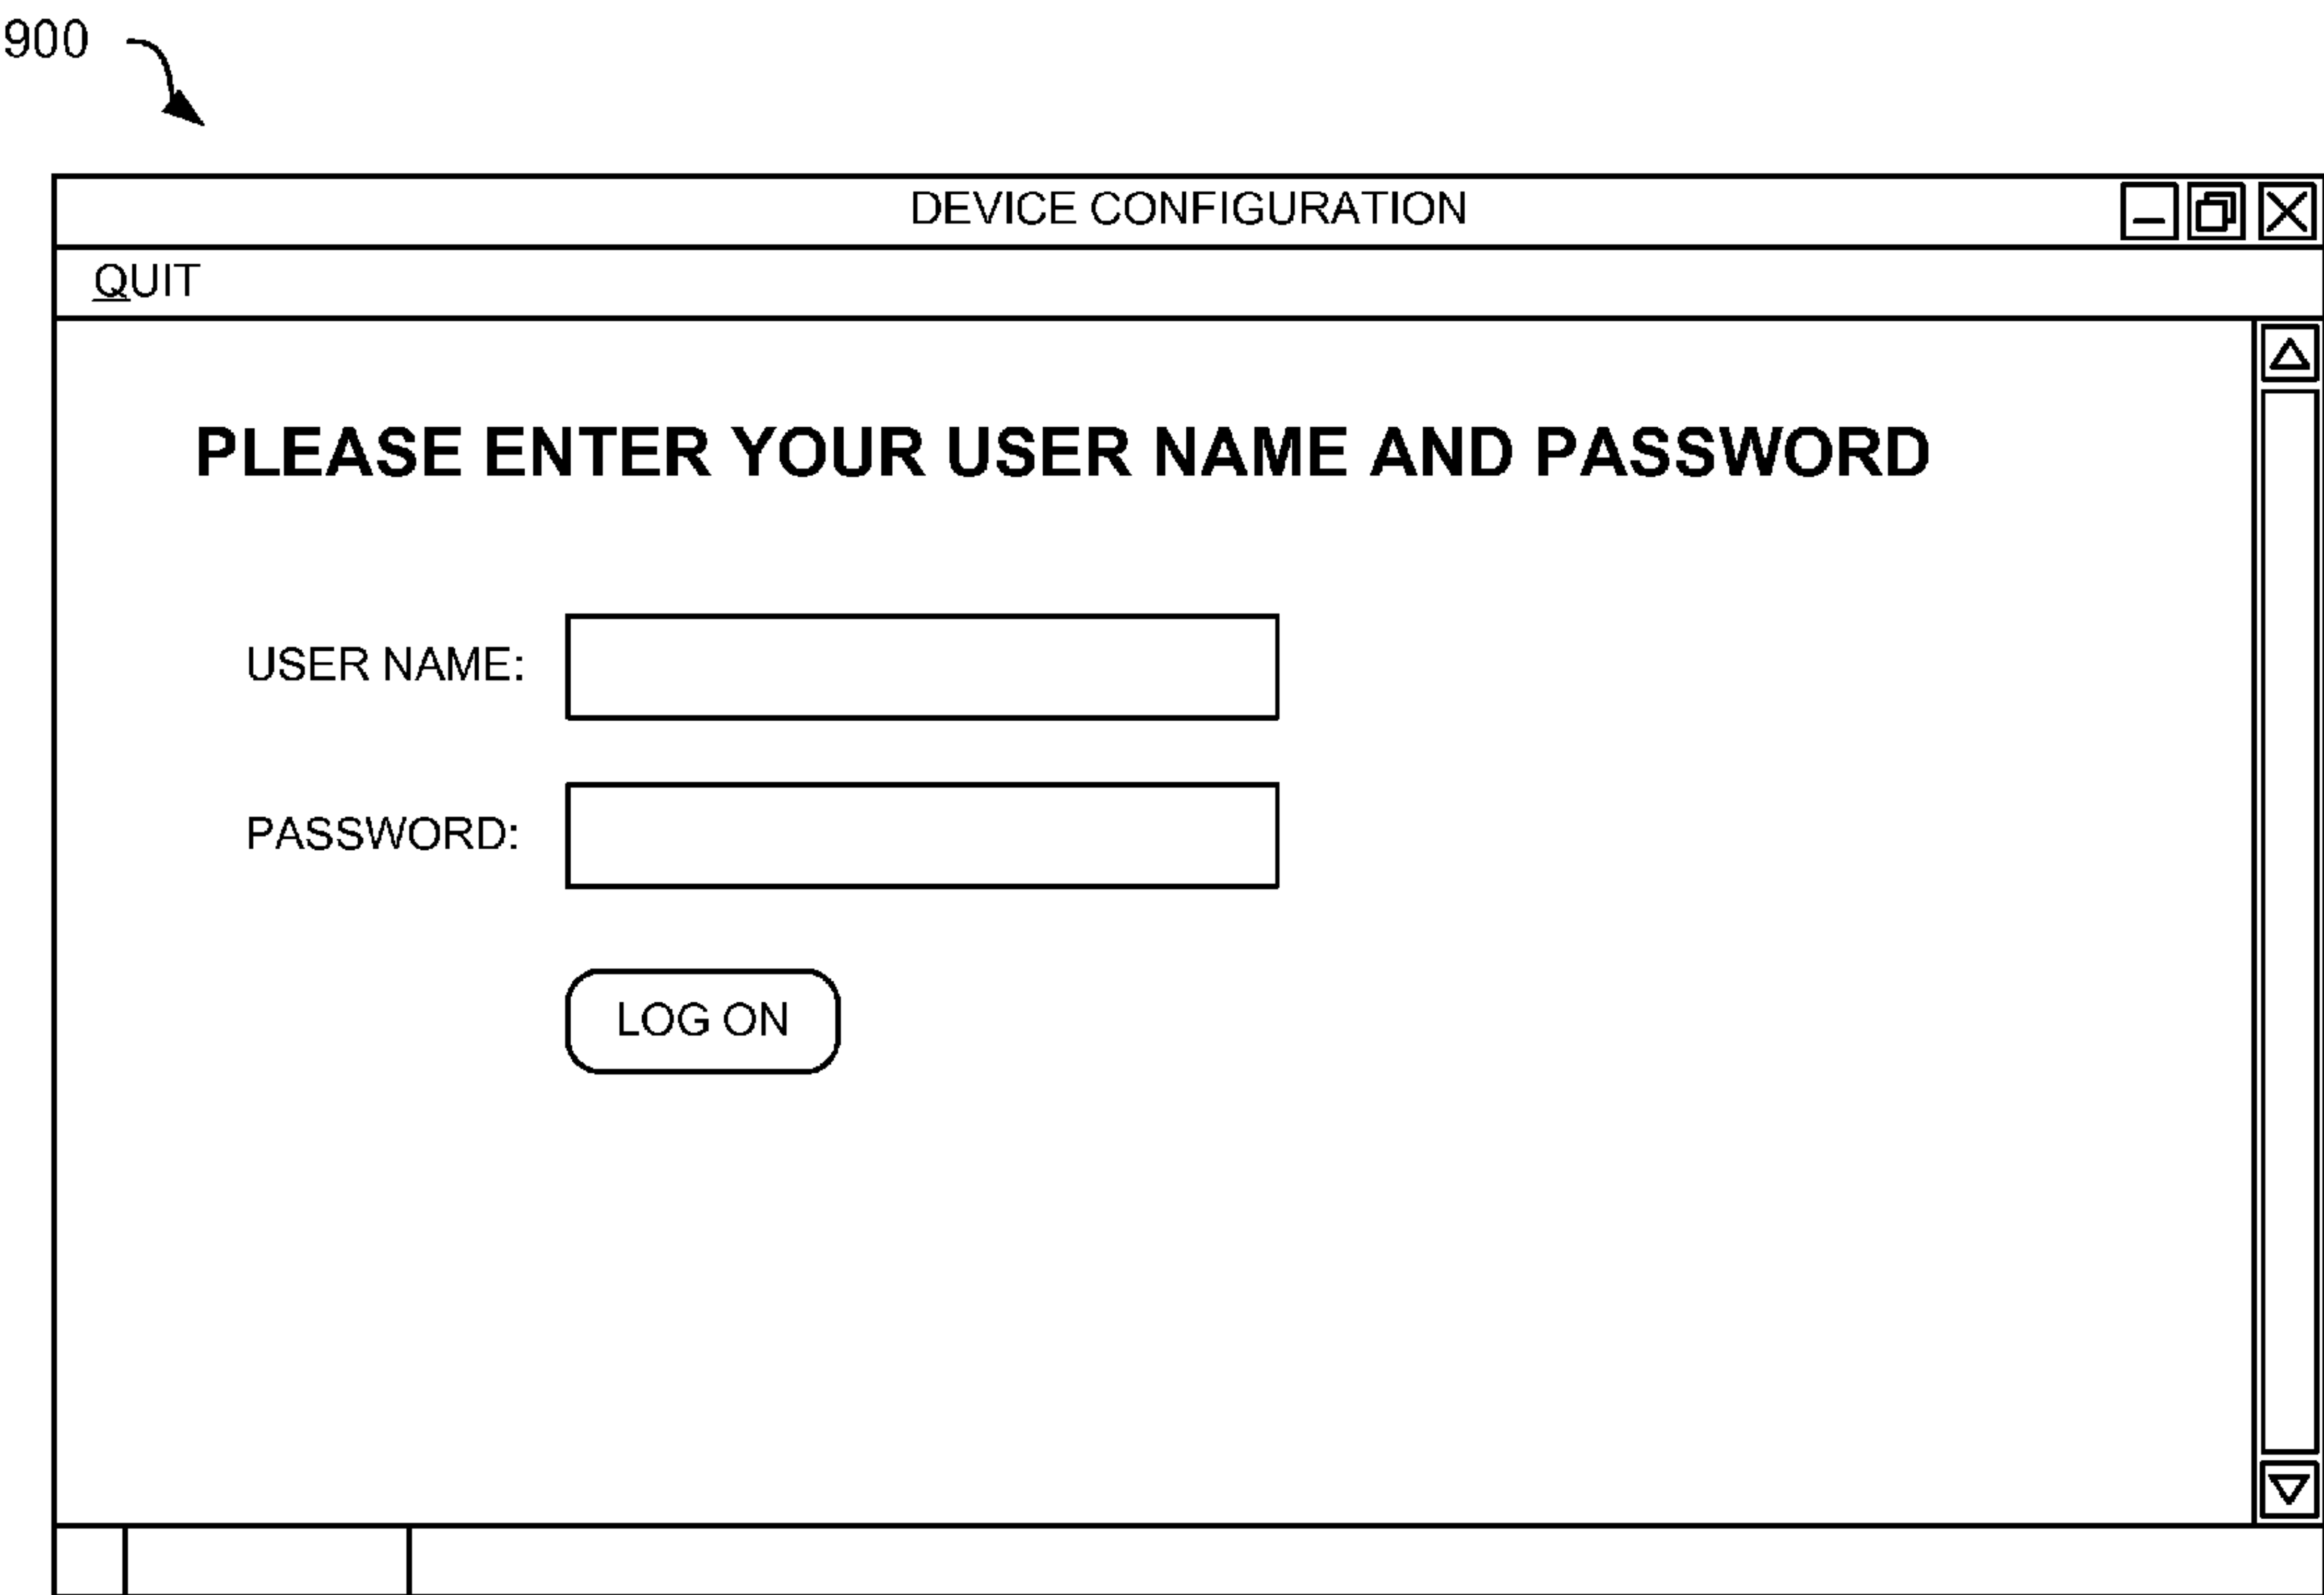 900
DEVICE CONFIGURATION
QUIT
PLEASE ENTER YOUR USER NAME AND PASSWORD
USER NAME:
PASSWORD:
LOG ON